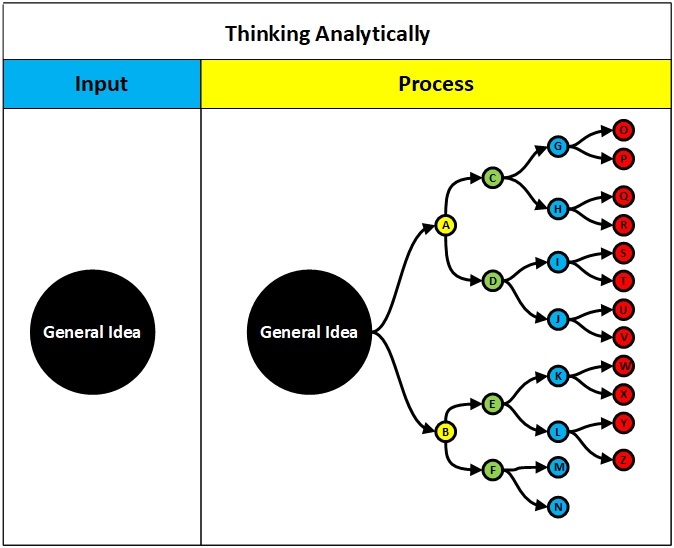 Thinking Analytically
Input
Process
General Idea
General Idea
A
B
C
D
E
F
G
H
I
J
K
L
M
N
O
P
Q
R
S
T
U
V
W
X
Y
Z